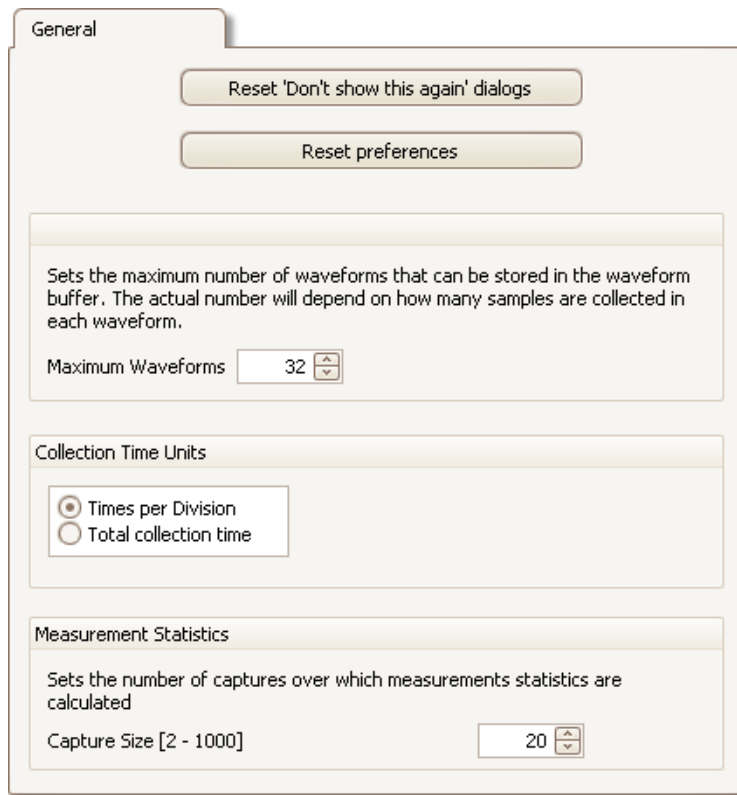 General
Reset 'Don't show this again' dialogs
Reset preferences
Sets the maximum number of waveforms that can be stored in the waveform
buffer. The actual number will depend on how many samples are collected in
each waveform.
Maximum Waveforms 32
Collection Time Units
Times per Division
Total collection time
Measurement Statistics
Sets the number of captures over which measurements statistics are
calculated
Capture Size [2 - 1000] 20